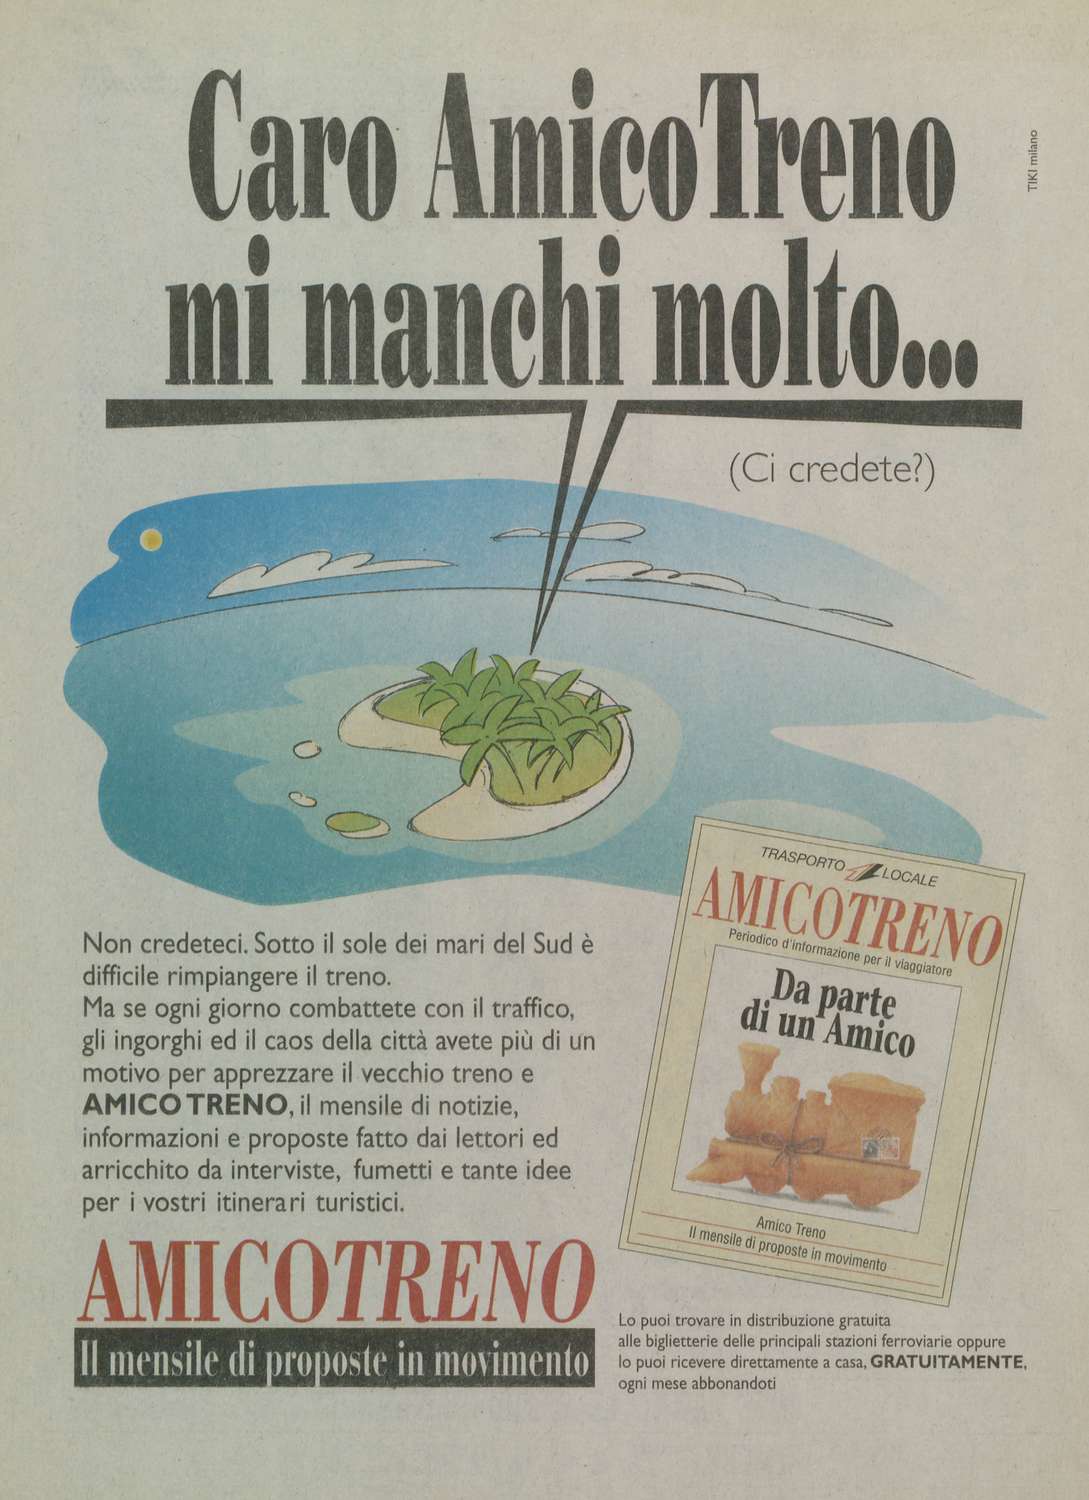 Caro AmicoTreno
mi manchi molto...
TIKI milano
(Ci credete?)
Non credeteci. Sotto il sole dei mari del Sud è
difficile rimpiangere il treno.
Ma se ogni giorno combattete con il traffico,
gli ingorghi ed il caos della città avete più di un
motivo per apprezzare il vecchio treno e
AMICO TRENO, il mensile di notizie,
informazioni e proposte fatto dai lettori ed
arricchito da interviste, fumetti e tante idee
per i vostri itinerari turistici.
AMICOTRENO
Il mensile di proposte in movimento
TRASPORTO LOCALE
AMICOTRENO
Periodico d'informazione per il viaggiatore
Da parte
di un Amico
Amico Treno
Il mensile di proposte in movimento
Lo puoi trovare in distribuzione gratuita
alle biglietterie delle principali stazioni ferroviarie oppure
lo puoi ricevere direttamente a casa, GRATUITAMENTE,
ogni mese abbonandoti